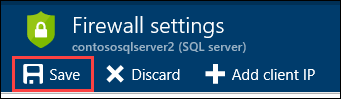 Firewall settings
contososqlserver2 (SQL server)
Save Discard Add client IP